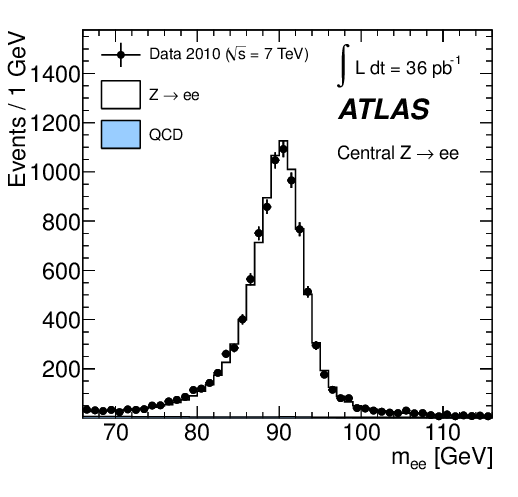 Data 2010 (√s = 7 TeV)
Z → ee
QCD
∫ L dt = 36 pb⁻¹
ATLAS
Central Z → ee
Events / 1 GeV
1400
1200
1000
800
600
400
200
70 80 90 100 110
m_ee [GeV]